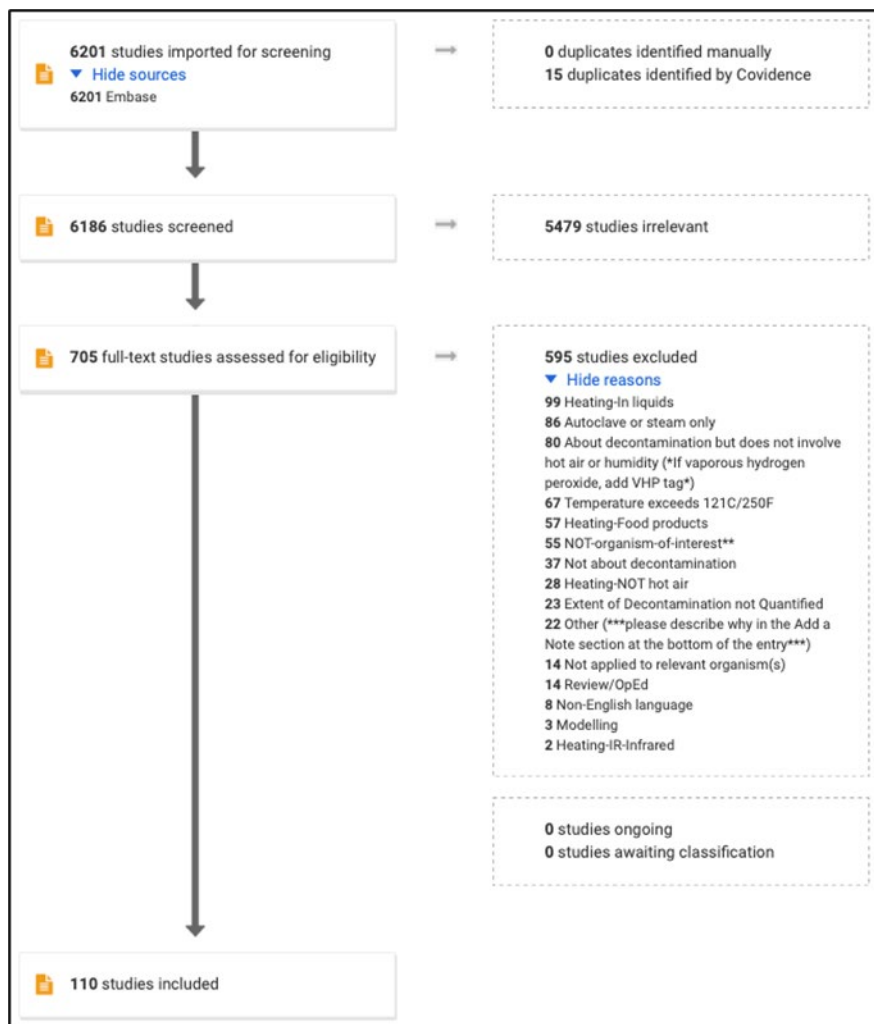 6201 studies imported for screening
Hide sources
6201 Embase
0 duplicates identified manually
15 duplicates identified by Covidence
6186 studies screened
5479 studies irrelevant
705 full-text studies assessed for eligibility
595 studies excluded
Hide reasons
99 Heating-In liquids
86 Autoclave or steam only
80 About decontamination but does not involve
hot air or humidity (*If vaporous hydrogen
peroxide, add VHP tag*)
67 Temperature exceeds 121C/250F
57 Heating-Food products
55 NOT-organism-of-interest**
37 Not about decontamination
28 Heating-NOT hot air
23 Extent of Decontamination not Quantified
22 Other (***please describe why in the Add a
Note section at the bottom of the entry***)
14 Not applied to relevant organism(s)
14 Review/OpEd
8 Non-English language
3 Modelling
2 Heating-IR-Infrared
0 studies ongoing
0 studies awaiting classification
110 studies included